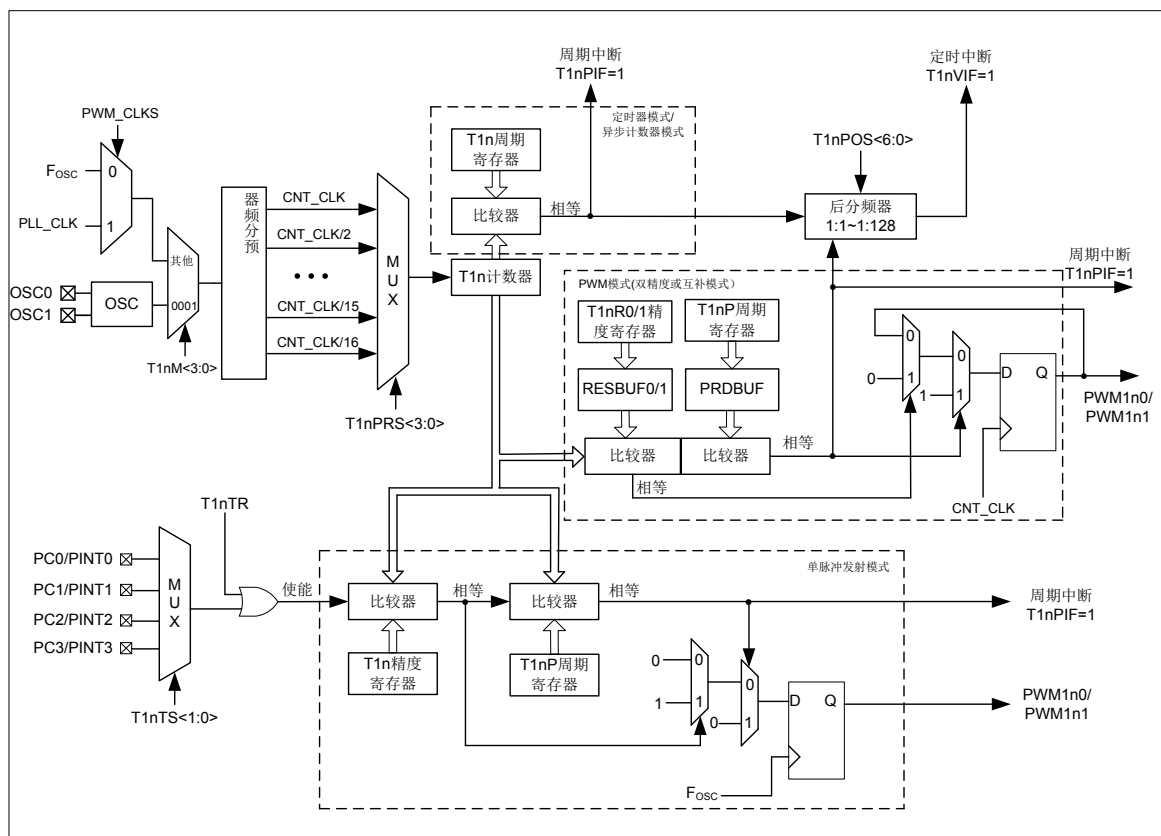 周期中断
T1nPIF=1
定时中断
T1nVIF=1
PWM_CLKS
FOSC
0
PLL_CLK
1
OSC0
OSC1
OSC
其他
0001
T1nM<3:0>
器
频
分
预
CNT_CLK
CNT_CLK/2
CNT_CLK/15
CNT_CLK/16
M
U
X
T1nPRS<3:0>
定时器模式/
异步计数器模式
T1n周期
寄存器
比较器
相等
T1n计数器
T1nPOS<6:0>
后分频器
1:1~1:128
周期中断
T1nPIF=1
PWM模式(双精度或互补模式)
T1nR0/1精
度寄存器
T1nP周期
寄存器
RESBUF0/1
PRDBUF
比较器
比较器
相等
相等
0
0
1
0
1
1
D
Q
CNT_CLK
PWM1n0/
PWM1n1
T1nTR
PC0/PINT0
PC1/PINT1
PC2/PINT2
PC3/PINT3
M
U
X
T1nTS<1:0>
使能
单脉冲发射模式
比较器
相等
比较器
相等
T1n精度
寄存器
T1nP周期
寄存器
周期中断
T1nPIF=1
0
0
1
1
0
0
1
D
Q
FOSC
PWM1n0/
PWM1n1